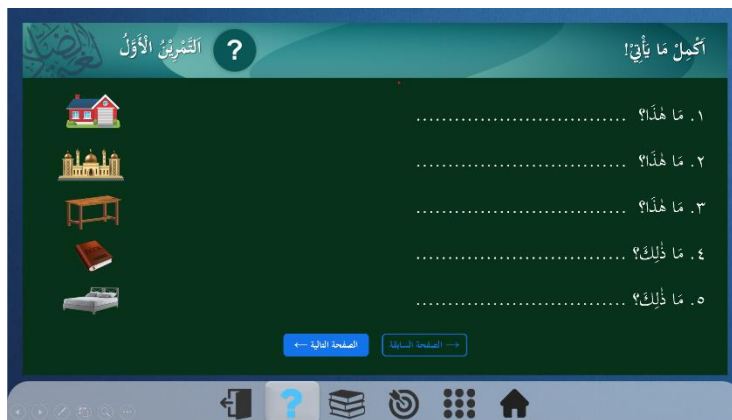 اَكْمِلْ مَا يَأْتِيْ!
؟ اَلتَّمْرِيْنُ الْأَوَّلُ
١. مَا هٰذَا؟ ................................
٢. مَا هٰذَا؟ ................................
٣. مَا هٰذَا؟ ................................
٤. مَا ذٰلِكَ؟ ................................
٥. مَا ذٰلِكَ؟ ................................
→ الصفحة السابقة
الصفحة التالية ←